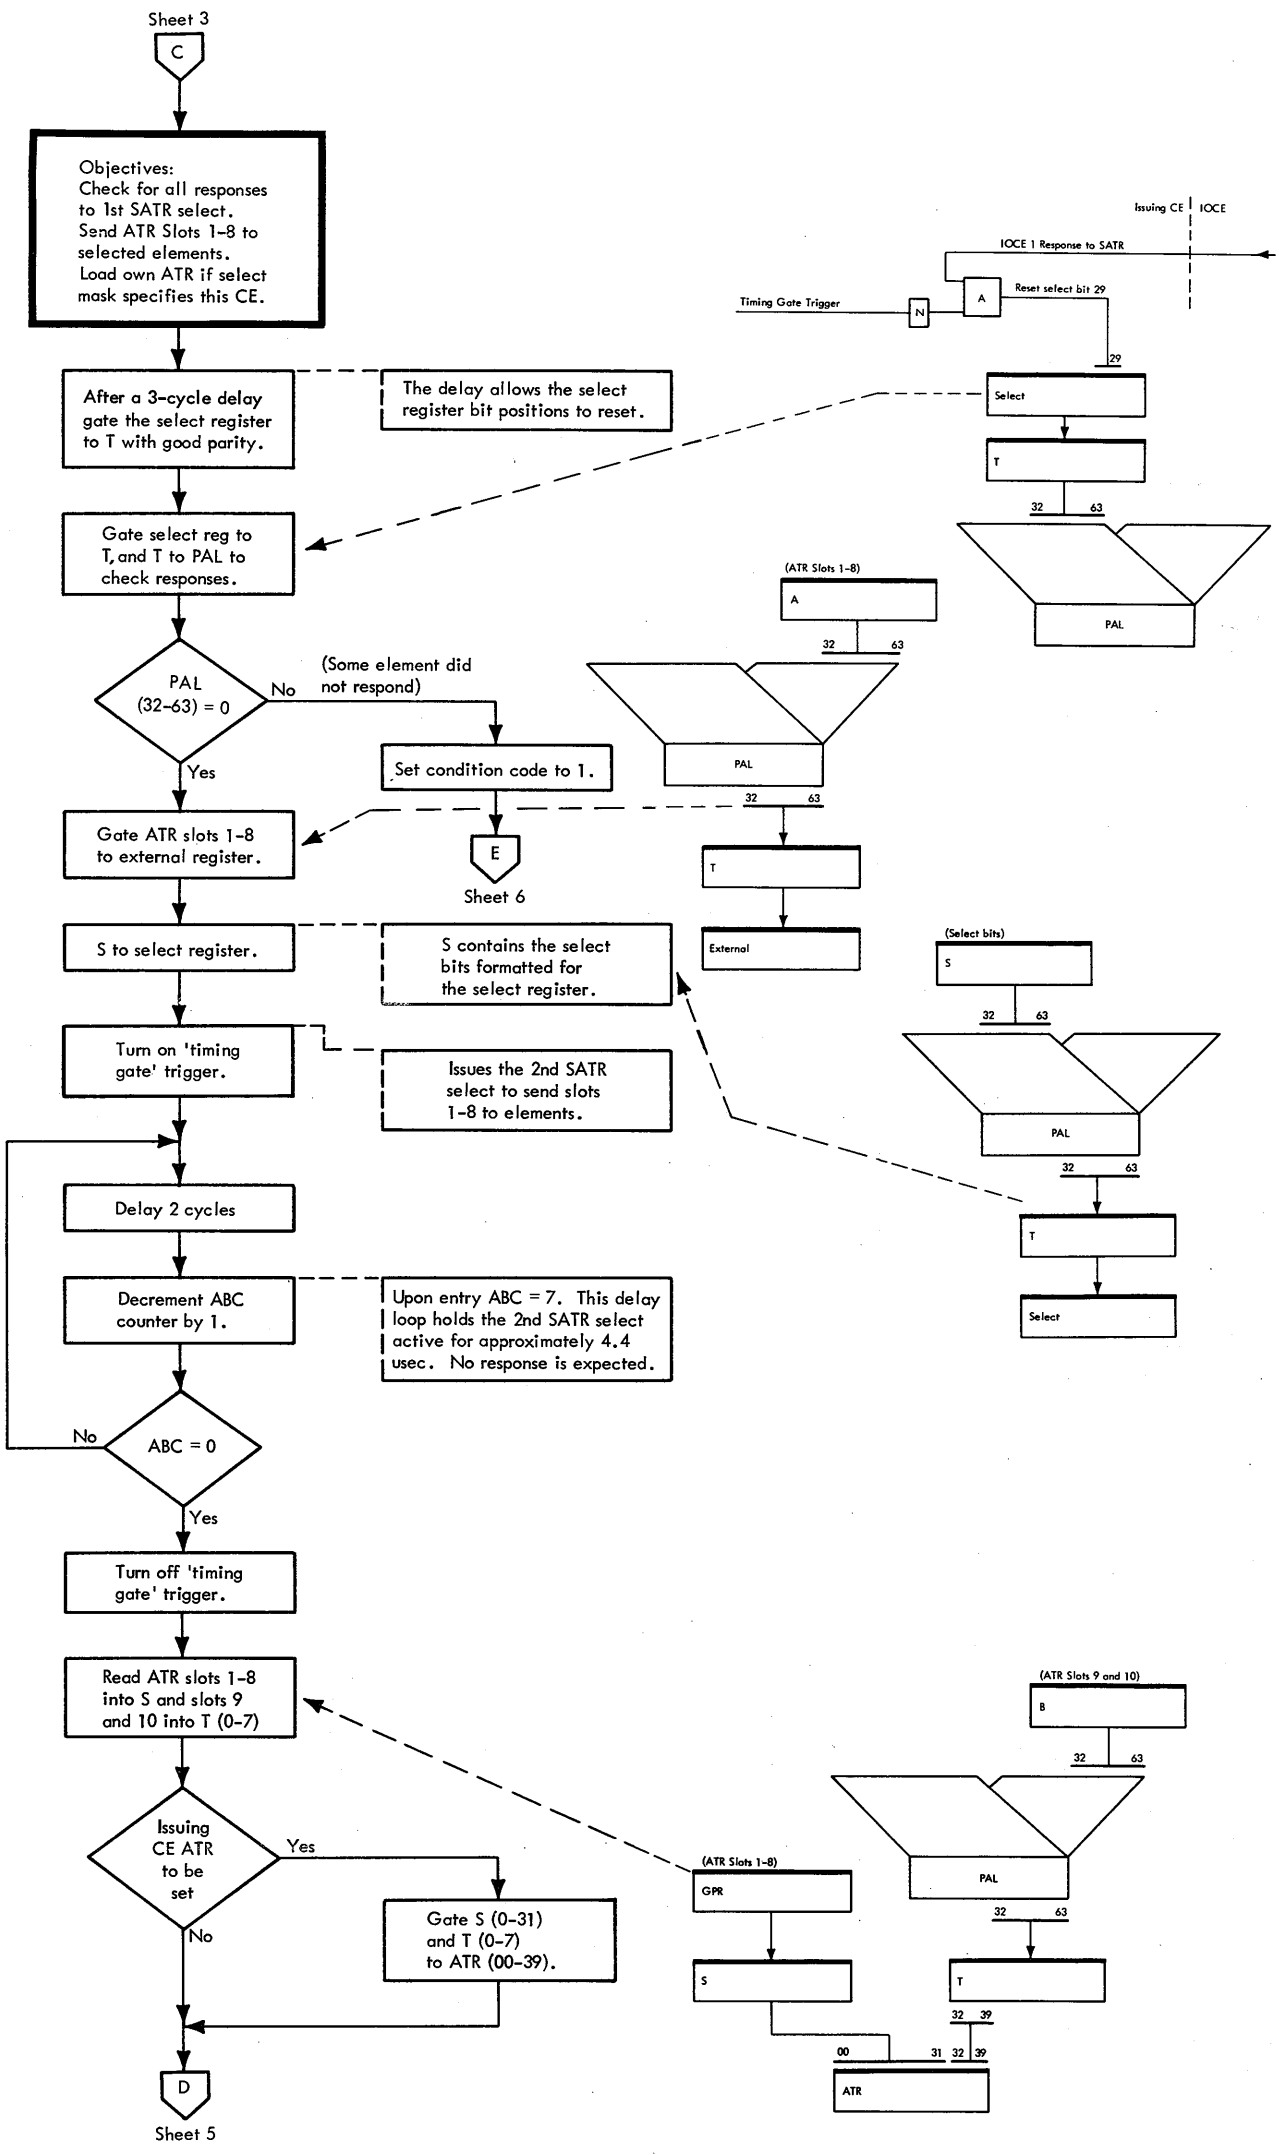 Sheet 3
C
Objectives:
Check for all responses
to 1st SATR select.
Send ATR Slots 1-8 to
selected elements.
Load own ATR if select
mask specifies this CE.
Issuing CE
IOCE
IOCE 1 Response to SATR
Timing Gate Trigger
N
A
Reset select bit 29
29
Select
T
32 63
PAL
After a 3-cycle delay
gate the select register
to T with good parity.
The delay allows the select
register bit positions to reset.
Gate select reg to
T, and T to PAL to
check responses.
PAL
(32-63) = 0
No
(Some element did
not respond)
Yes
Set condition code to 1.
E
Sheet 6
(ATR Slots 1-8)
A
32 63
PAL
32 63
T
External
Gate ATR slots 1-8
to external register.
S to select register.
S contains the select
bits formatted for
the select register.
(Select bits)
S
32 63
PAL
32 63
T
Select
Turn on 'timing
gate' trigger.
Issues the 2nd SATR
select to send slots
1-8 to elements.
Delay 2 cycles
Decrement ABC
counter by 1.
Upon entry ABC = 7. This delay
loop holds the 2nd SATR select
active for approximately 4.4
usec. No response is expected.
ABC = 0
No
Yes
Turn off 'timing
gate' trigger.
Read ATR slots 1-8
into S and slots 9
and 10 into T (0-7)
Issuing
CE ATR
to be
set
Yes
No
Gate S (0-31)
and T (0-7)
to ATR (00-39).
D
Sheet 5
(ATR Slots 9 and 10)
B
32 63
PAL
32 63
T
32 39
(ATR Slots 1-8)
GPR
S
00 31 32 39
ATR